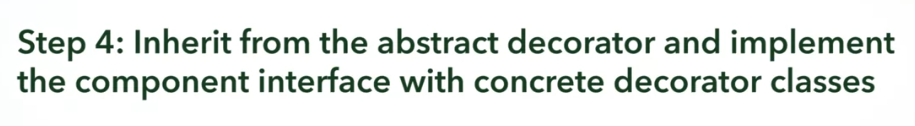 Step 4: Inherit from the abstract decorator and implement
the component interface with concrete decorator classes